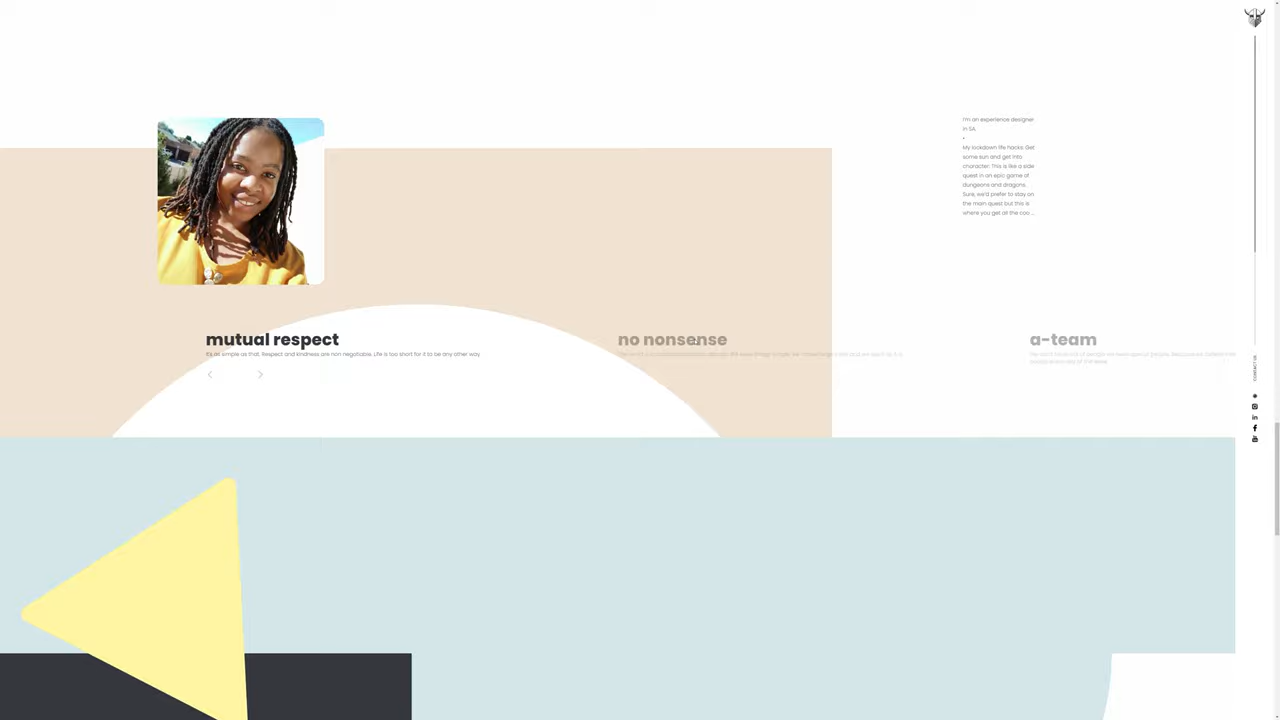 I'm an experience designer
in SA.
•
My lockdown life hacks: Get
some sun and get into
character. This is like a side
quest in an epic game of
dungeons and dragons.
Sure, we'd prefer to stay on
the main quest but this is
where you get all the coo ...
mutual respect
It's as simple as that. Respect and kindness are non negotiable. Life is too short for it to be any other way
no nonsense
a-team
CONTACT US